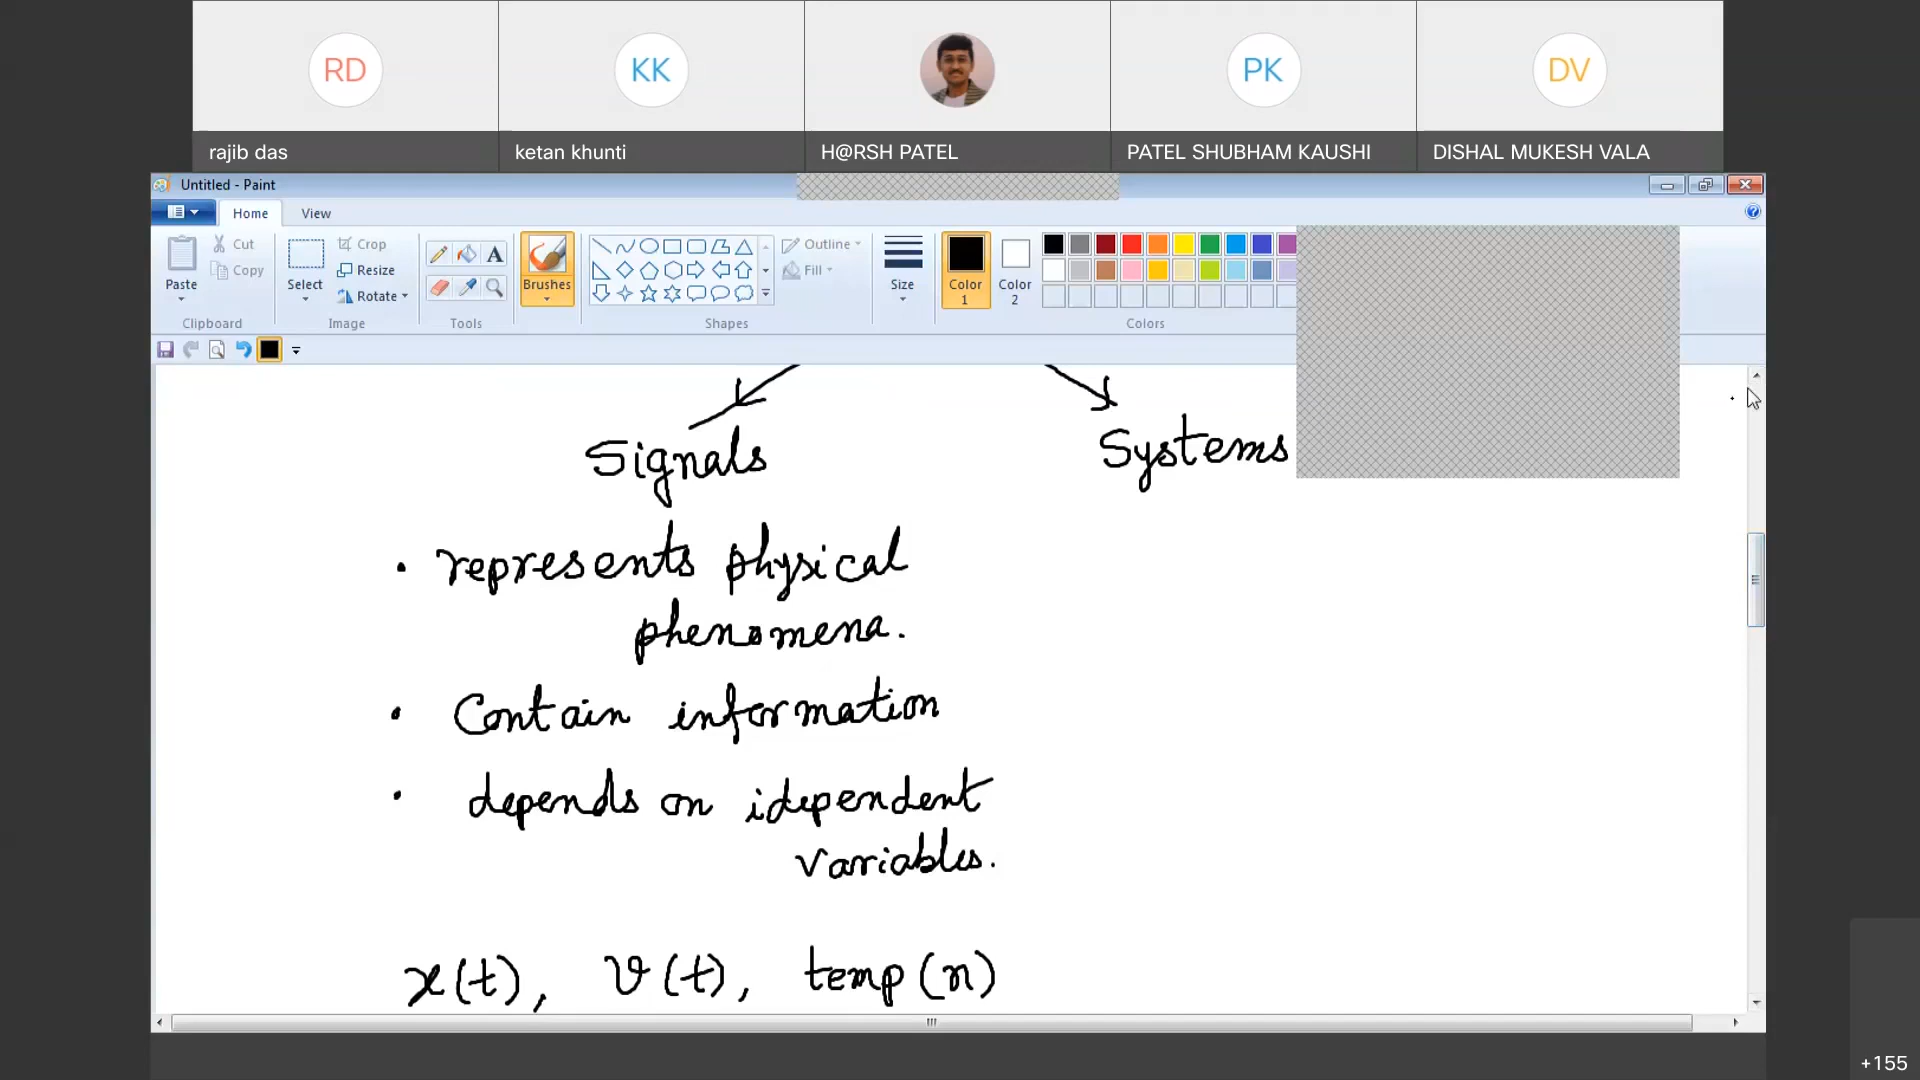 RD KK PK DV
rajib das ketan khunti H@RSH PATEL PATEL SHUBHAM KAUSHI DISHAL MUKESH VALA
Untitled - Paint
Home View
Cut Crop Outline
Copy Resize Fill
Paste Select Rotate Brushes Size Color 1 Color 2
Clipboard Image Tools Shapes Colors
Signals Systems
• represents physical
phenomena.
• Contain information
• depends on idependent
variables.
x(t), v(t), temp(n)
+155